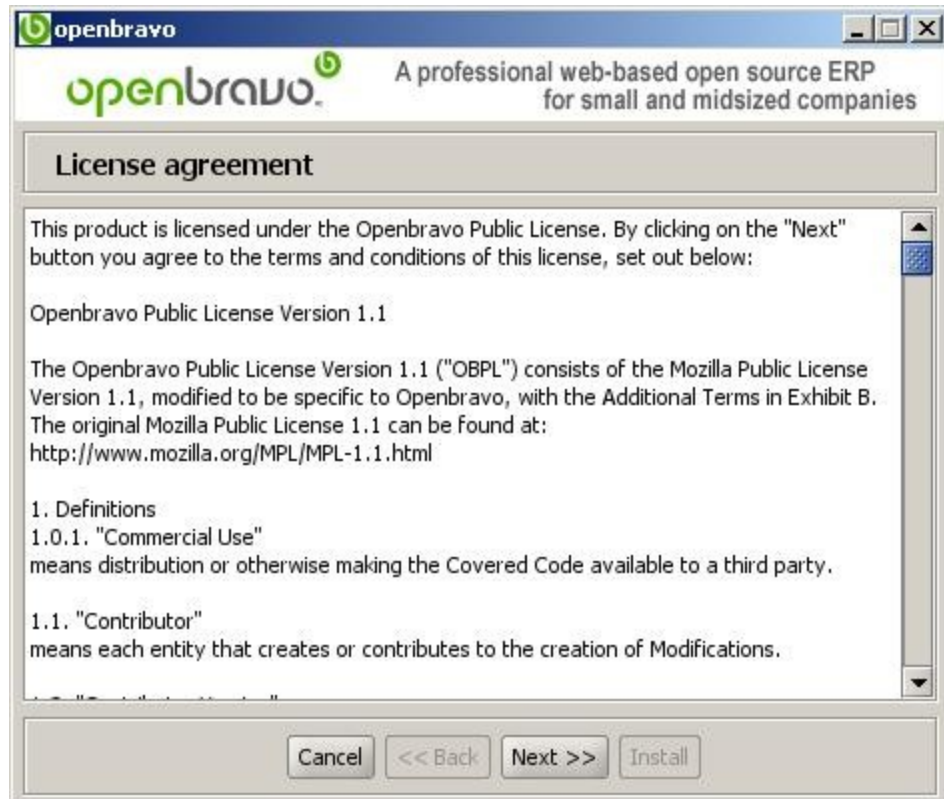 openbravo
openbravo.
A professional web-based open source ERP
for small and midsized companies
License agreement
This product is licensed under the Openbravo Public License. By clicking on the "Next"
button you agree to the terms and conditions of this license, set out below:
Openbravo Public License Version 1.1
The Openbravo Public License Version 1.1 ("OBPL") consists of the Mozilla Public License
Version 1.1, modified to be specific to Openbravo, with the Additional Terms in Exhibit B.
The original Mozilla Public License 1.1 can be found at:
http://www.mozilla.org/MPL/MPL-1.1.html
1. Definitions
1.0.1. "Commercial Use"
means distribution or otherwise making the Covered Code available to a third party.
1.1. "Contributor"
means each entity that creates or contributes to the creation of Modifications.
Cancel << Back Next >> Install